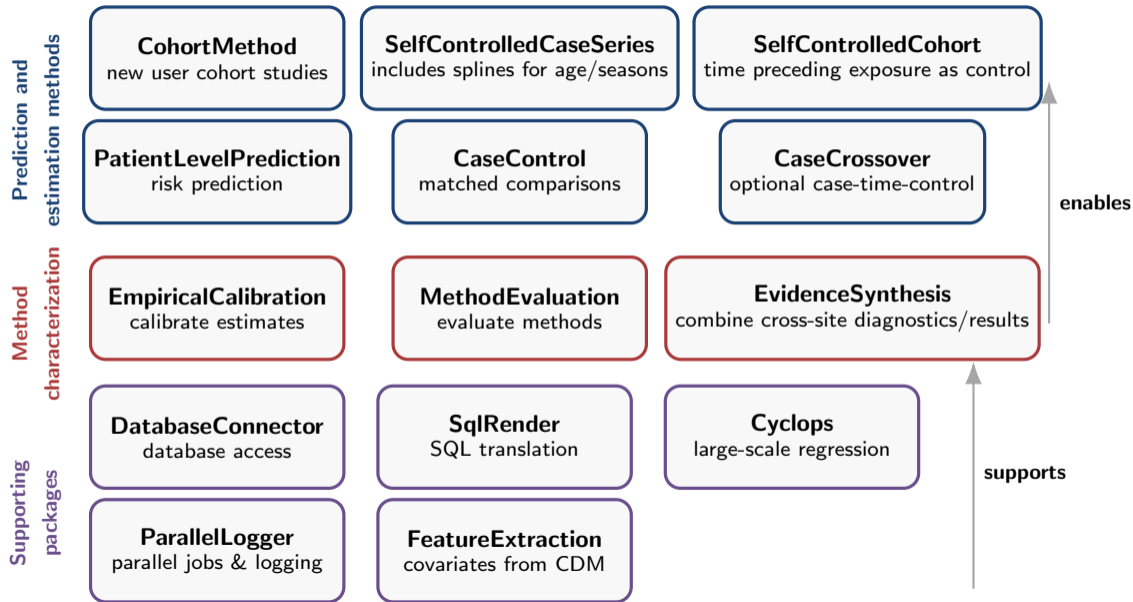 Prediction and
estimation methods
CohortMethod
new user cohort studies
SelfControlledCaseSeries
includes splines for age/seasons
SelfControlledCohort
time preceding exposure as control
PatientLevelPrediction
risk prediction
CaseControl
matched comparisons
CaseCrossover
optional case-time-control
enables
Method
characterization
EmpiricalCalibration
calibrate estimates
MethodEvaluation
evaluate methods
EvidenceSynthesis
combine cross-site diagnostics/results
Supporting
packages
DatabaseConnector
database access
SqlRender
SQL translation
Cyclops
large-scale regression
supports
ParallelLogger
parallel jobs & logging
FeatureExtraction
covariates from CDM